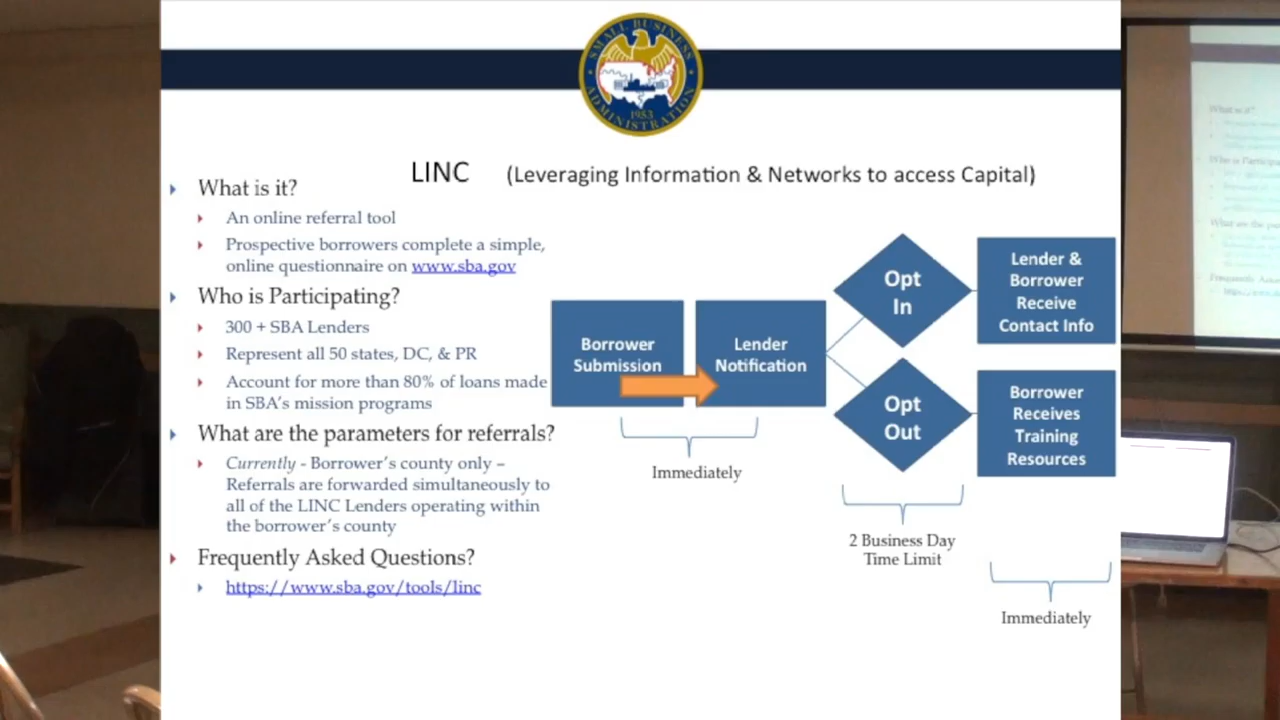 SMALL BUSINESS
ADMINISTRATION
1953
LINC (Leveraging Information & Networks to access Capital)
What is it?
An online referral tool
Prospective borrowers complete a simple,
online questionnaire on www.sba.gov
Who is Participating?
300 + SBA Lenders
Represent all 50 states, DC, & PR
Account for more than 80% of loans made
in SBA's mission programs
What are the parameters for referrals?
Currently - Borrower's county only –
Referrals are forwarded simultaneously to
all of the LINC Lenders operating within
the borrower's county
Frequently Asked Questions?
https://www.sba.gov/tools/linc
Borrower
Submission
Lender
Notification
Immediately
Opt
In
Opt
Out
2 Business Day
Time Limit
Lender &
Borrower
Receive
Contact Info
Borrower
Receives
Training
Resources
Immediately
What is it?